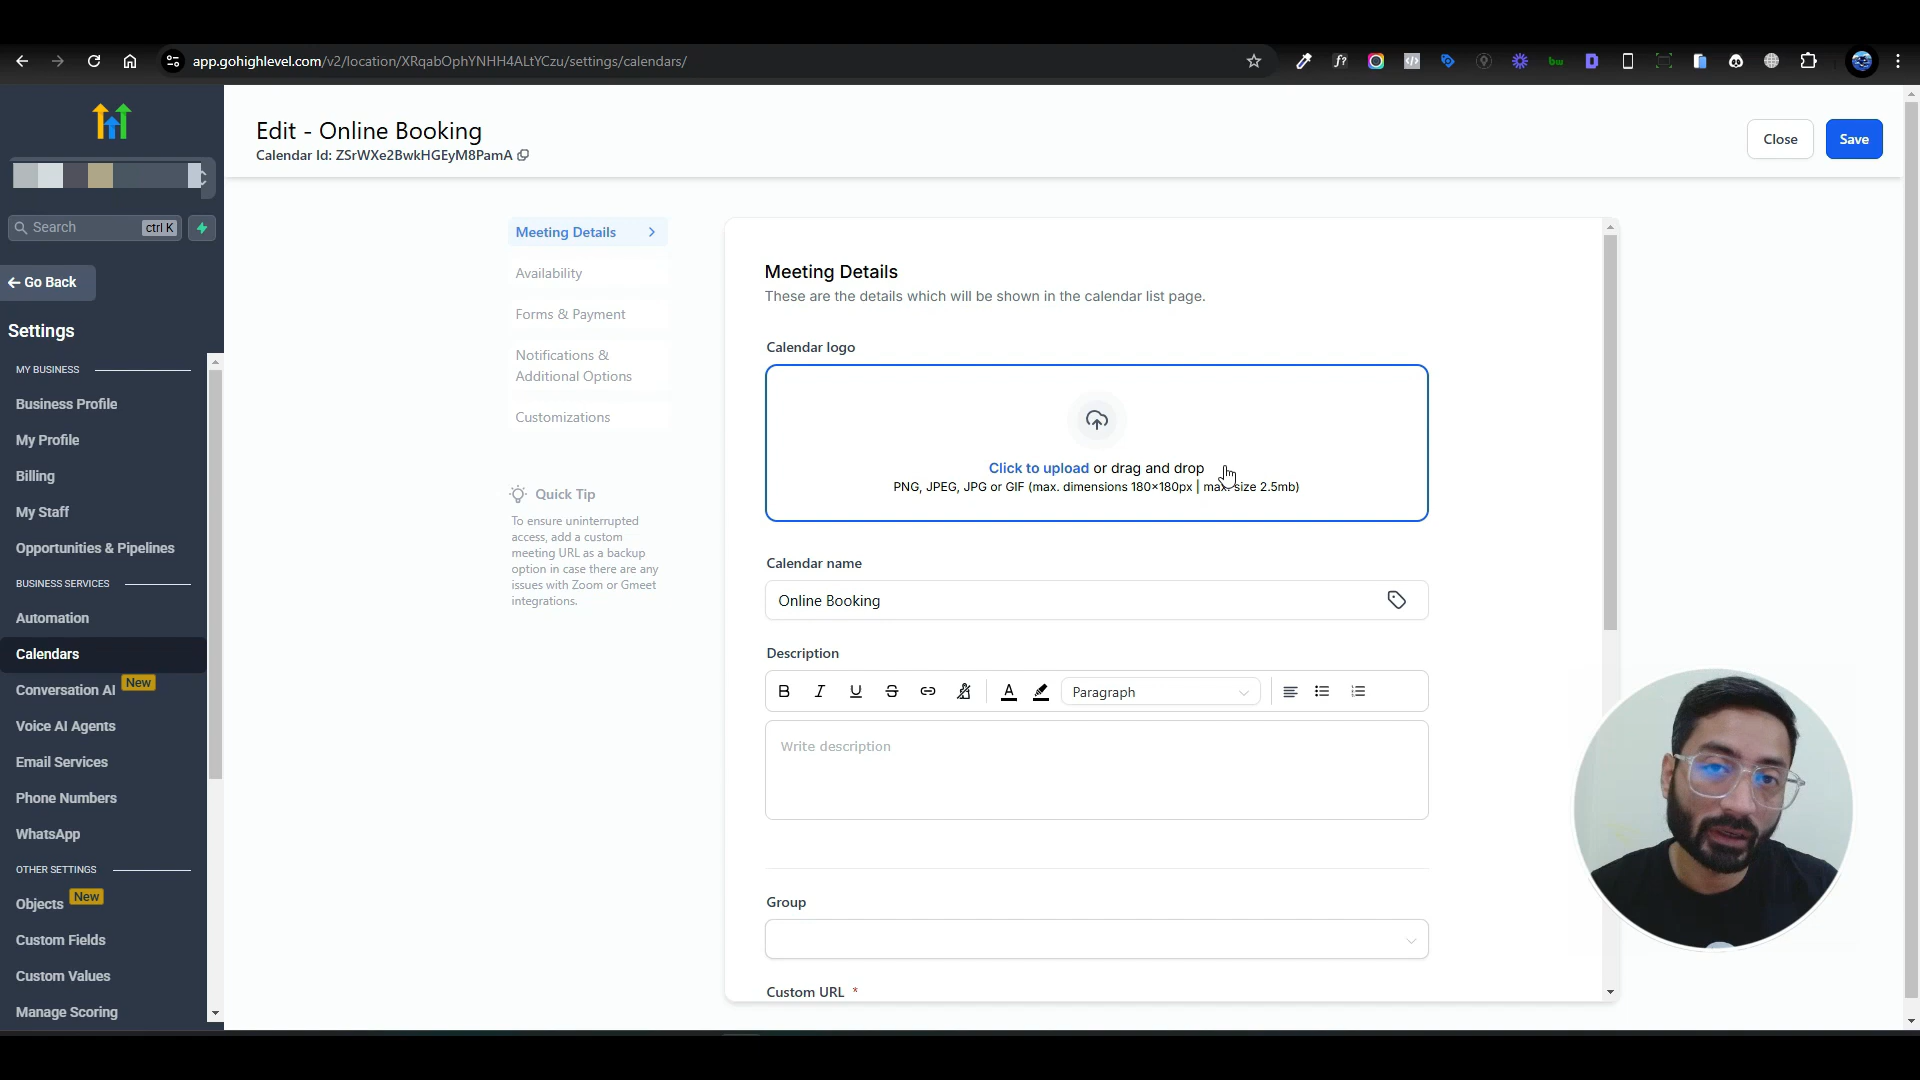 app.gohighlevel.com/v2/location/XRqabOphYNHH4ALtYCzu/settings/calendars/
Edit - Online Booking
Calendar Id: ZSrWXe2BwkHGEyM8PamA
Close
Save
Search
ctrl K
Go Back
Settings
MY BUSINESS
Business Profile
My Profile
Billing
My Staff
Opportunities & Pipelines
BUSINESS SERVICES
Automation
Calendars
Conversation AI New
Voice AI Agents
Email Services
Phone Numbers
WhatsApp
OTHER SETTINGS
Objects New
Custom Fields
Custom Values
Manage Scoring
Meeting Details
Availability
Forms & Payment
Notifications &
Additional Options
Customizations
Quick Tip
To ensure uninterrupted
access, add a custom
meeting URL as a backup
option in case there are any
issues with Zoom or Gmeet
integrations.
Meeting Details
These are the details which will be shown in the calendar list page.
Calendar logo
Click to upload or drag and drop
PNG, JPEG, JPG or GIF (max. dimensions 180×180px | max. size 2.5mb)
Calendar name
Online Booking
Description
B I U S A Paragraph
Write description
Group
Custom URL *